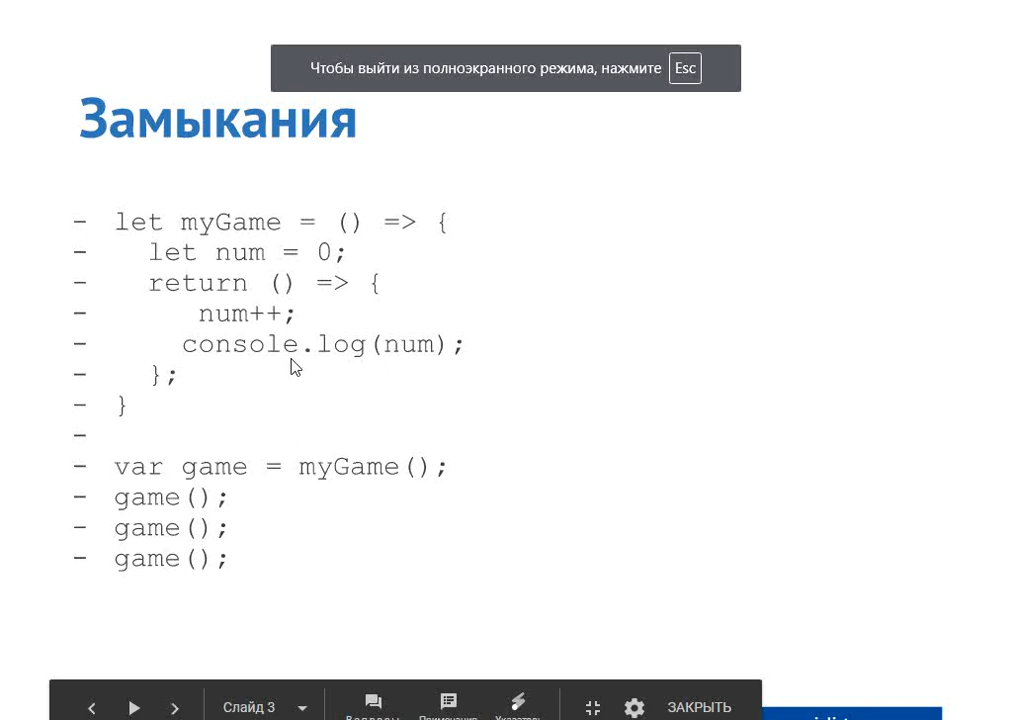 Чтобы выйти из полноэкранного режима, нажмите Esc
Замыкания
- let myGame = () => {
- let num = 0;
- return () => {
- num++;
- console.log(num);
- };
- }
-
- var game = myGame();
- game();
- game();
- game();
Слайд 3
ЗАКРЫТЬ